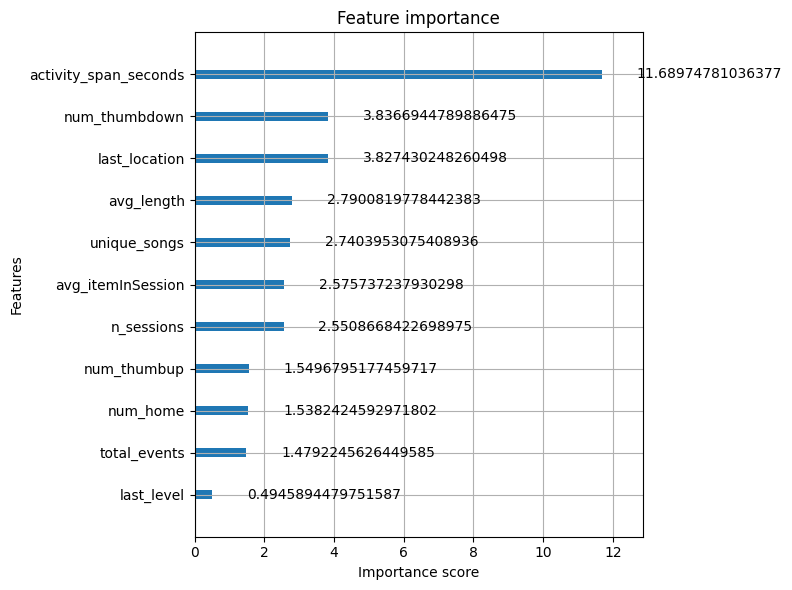 Feature importance
activity_span_seconds 11.68974781036377
num_thumbdown 3.8366944789886475
last_location 3.827430248260498
avg_length 2.7900819778442383
unique_songs 2.7403953075408936
avg_itemInSession 2.575737237930298
n_sessions 2.5508668422698975
num_thumbup 1.5496795177459717
num_home 1.5382424592971802
total_events 1.4792245626449585
last_level 0.4945894479751587
Features
0 2 4 6 8 10 12
Importance score